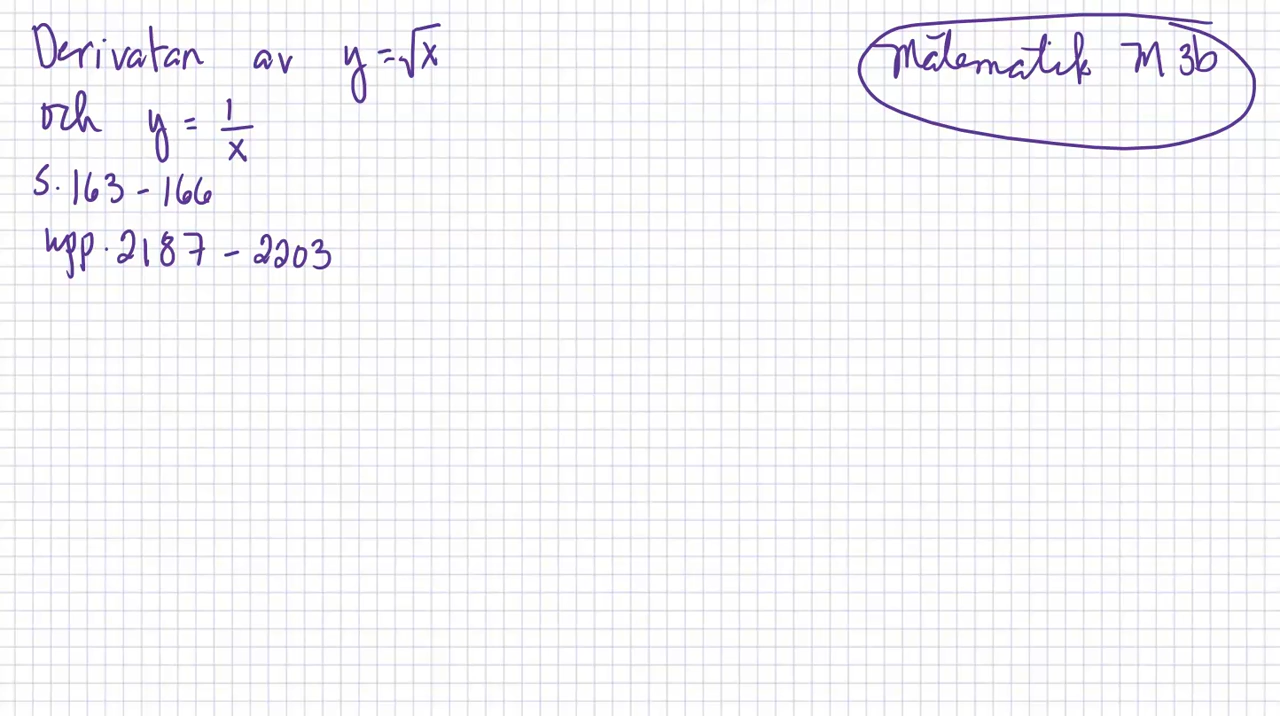 Derivatan av y = √x
och y = 1/x
S. 163 - 166
upp. 2187 - 2203
Matematik M 3b